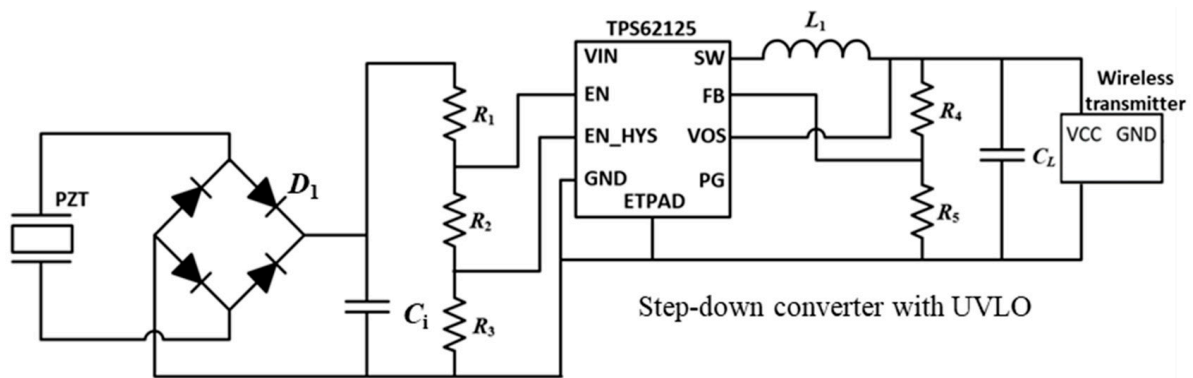 TPS62125
L₁
VIN SW
EN FB
EN_HYS VOS
GND PG
ETPAD
Wireless
transmitter
VCC GND
PZT
D₁
R₁
R₂
R₃
R₄
R₅
Cᵢ
C_L
Step-down converter with UVLO